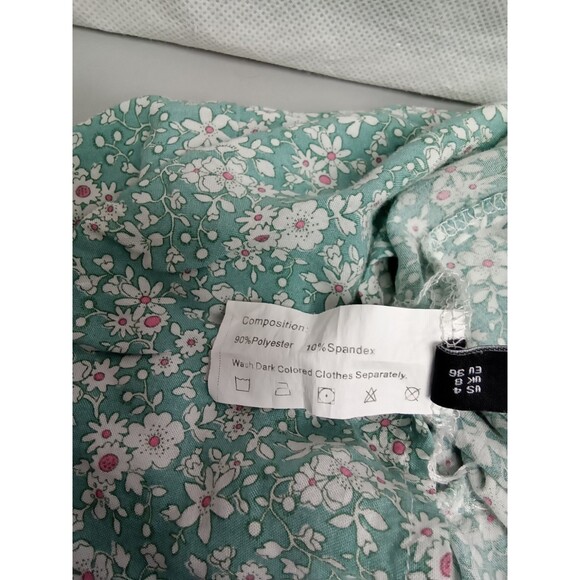 Composition
90%Polyester 10%Spandex
Wash Dark Colored Clothes Separately.
US 4
UK 8
EU 36